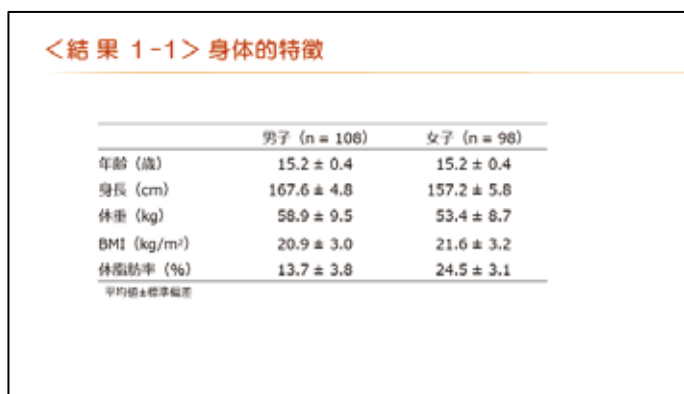 ＜結果 1-1＞身体的特徴
男子（n = 108） 女子（n = 98）
年齢（歳） 15.2 ± 0.4 15.2 ± 0.4
身長（cm） 167.6 ± 4.8 157.2 ± 5.8
体重（kg） 58.9 ± 9.5 53.4 ± 8.7
BMI（kg/m²） 20.9 ± 3.0 21.6 ± 3.2
体脂肪率（%） 13.7 ± 3.8 24.5 ± 3.1
平均値±標準偏差